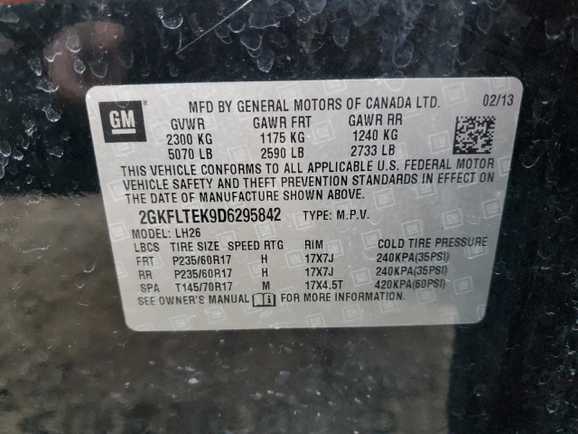 GM
MFD BY GENERAL MOTORS OF CANADA LTD. 02/13
GVWR GAWR FRT GAWR RR
2300 KG 1175 KG 1240 KG
5070 LB 2590 LB 2733 LB
THIS VEHICLE CONFORMS TO ALL APPLICABLE U.S. FEDERAL MOTOR
VEHICLE SAFETY AND THEFT PREVENTION STANDARDS IN EFFECT ON
THE DATE OF MANUFACTURE SHOWN ABOVE.
2GKFLTEK9D6295842 TYPE: M.P.V.
MODEL: LH26
LBCS TIRE SIZE SPEED RTG RIM COLD TIRE PRESSURE
FRT P235/60R17 H 17X7J 240KPA(35PSI)
RR P235/60R17 H 17X7J 240KPA(35PSI)
SPA T145/70R17 M 17X4.5T 420KPA(60PSI)
SEE OWNER'S MANUAL FOR MORE INFORMATION